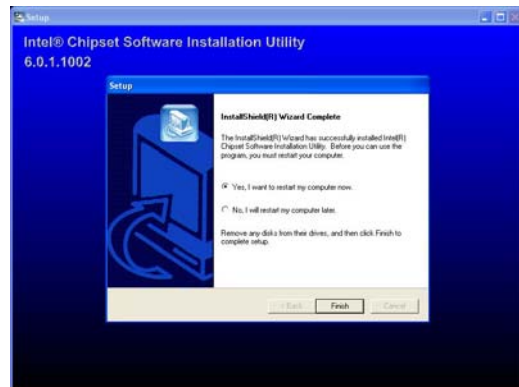 Setup
Intel® Chipset Software Installation Utility
6.0.1.1002
Setup
InstallShield(R) Wizard Complete
The InstallShield(R) Wizard has successfully installed Intel(R)
Chipset Software Installation Utility. Before you can use the
program, you must restart your computer.
Yes, I want to restart my computer now.
No, I will restart my computer later.
Remove any disks from their drives, and then click Finish to
complete setup.
< Back
Finish
Cancel